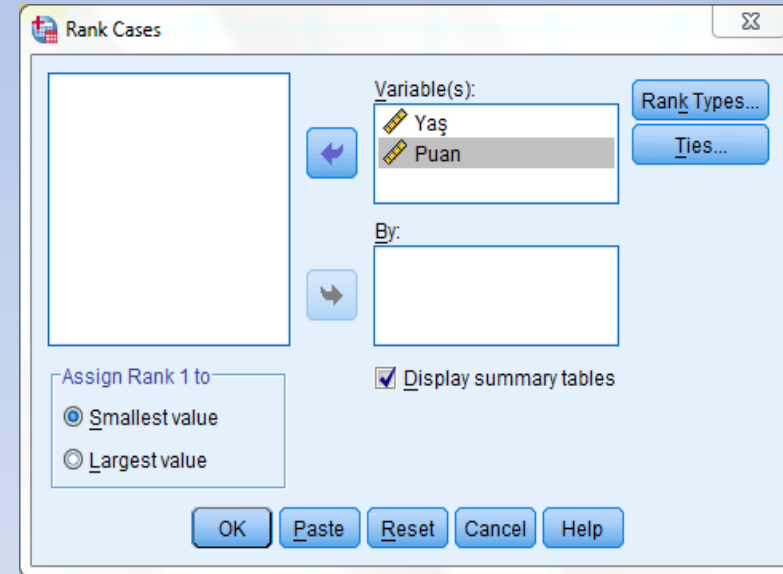 Rank Cases
Variable(s):
Yaş
Puan
Rank Types...
Ties...
By:
Assign Rank 1 to
Smallest value
Largest value
Display summary tables
OK Paste Reset Cancel Help